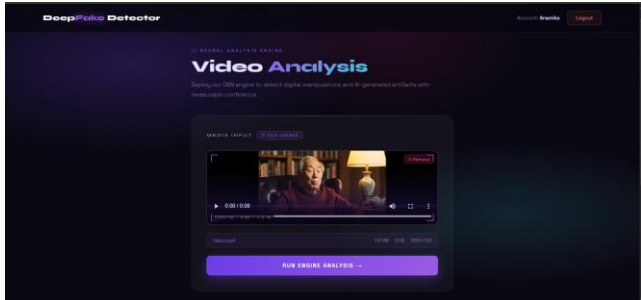 DeepFake Detector
Account: Anamika
Logout
// NEURAL ANALYSIS ENGINE
Video Analysis
Deploy our CNN engine to detect digital manipulations and AI-generated artifacts with
measurable confidence.
MEDIA INPUT
Remove
0:00 / 0:08
RUN ENGINE ANALYSIS →